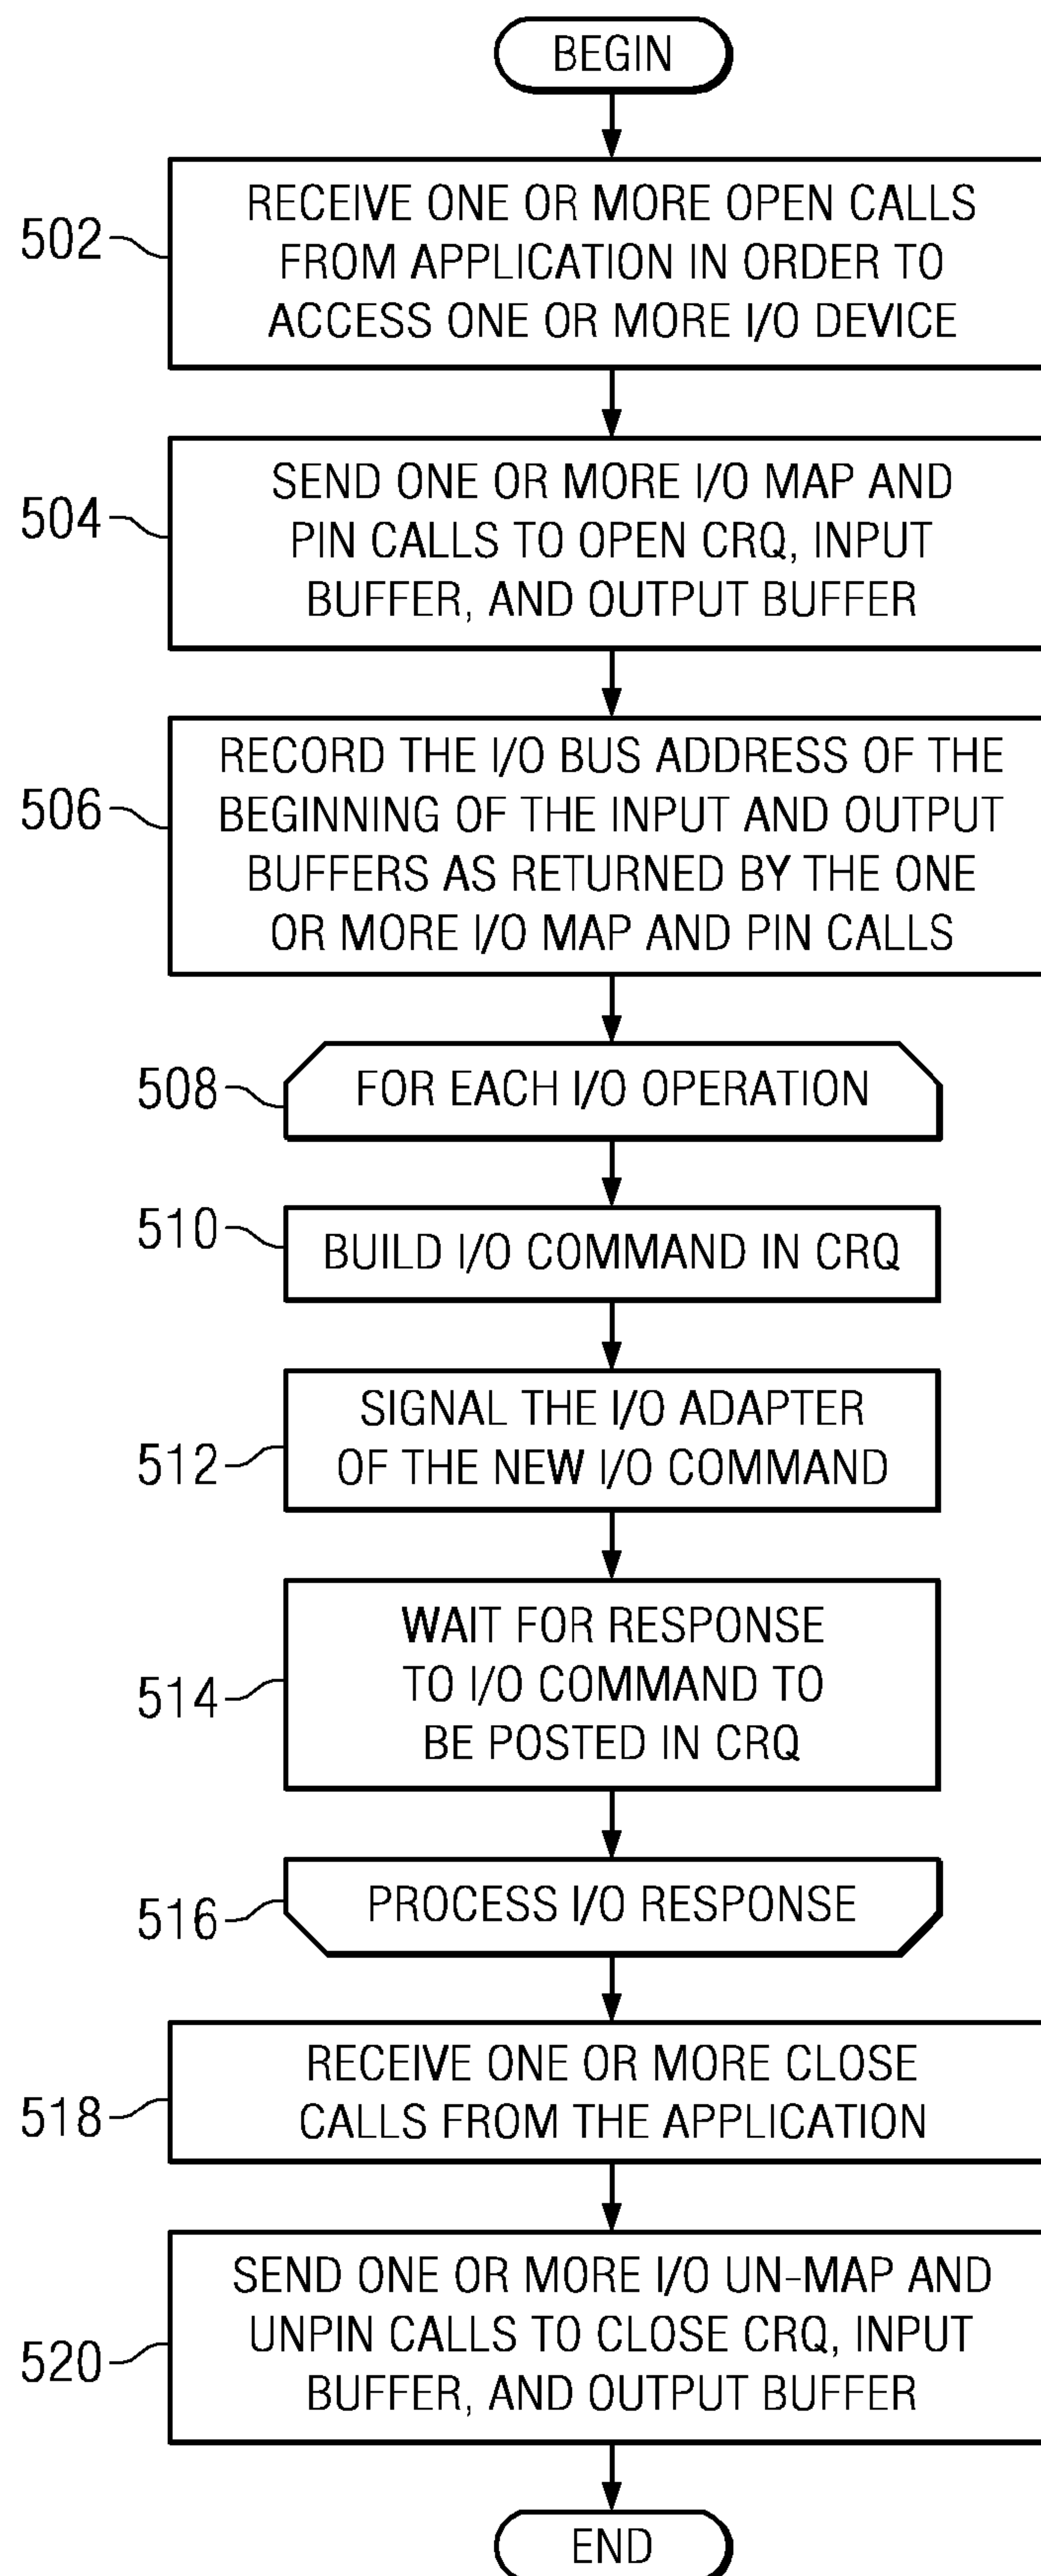 BEGIN
502
RECEIVE ONE OR MORE OPEN CALLS
FROM APPLICATION IN ORDER TO
ACCESS ONE OR MORE I/O DEVICE
504
SEND ONE OR MORE I/O MAP AND
PIN CALLS TO OPEN CRQ, INPUT
BUFFER, AND OUTPUT BUFFER
506
RECORD THE I/O BUS ADDRESS OF THE
BEGINNING OF THE INPUT AND OUTPUT
BUFFERS AS RETURNED BY THE ONE
OR MORE I/O MAP AND PIN CALLS
508
FOR EACH I/O OPERATION
510
BUILD I/O COMMAND IN CRQ
512
SIGNAL THE I/O ADAPTER
OF THE NEW I/O COMMAND
514
WAIT FOR RESPONSE
TO I/O COMMAND TO
BE POSTED IN CRQ
516
PROCESS I/O RESPONSE
518
RECEIVE ONE OR MORE CLOSE
CALLS FROM THE APPLICATION
520
SEND ONE OR MORE I/O UN-MAP AND
UNPIN CALLS TO CLOSE CRQ, INPUT
BUFFER, AND OUTPUT BUFFER
END